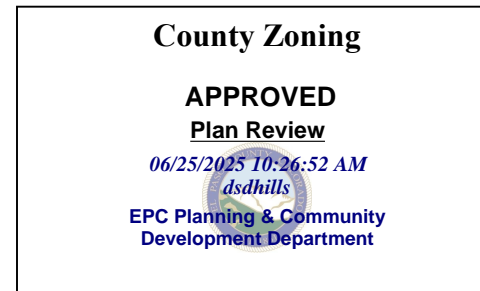 County Zoning
APPROVED
Plan Review
06/25/2025 10:26:52 AM
dsdhills
EPC Planning & Community
Development Department